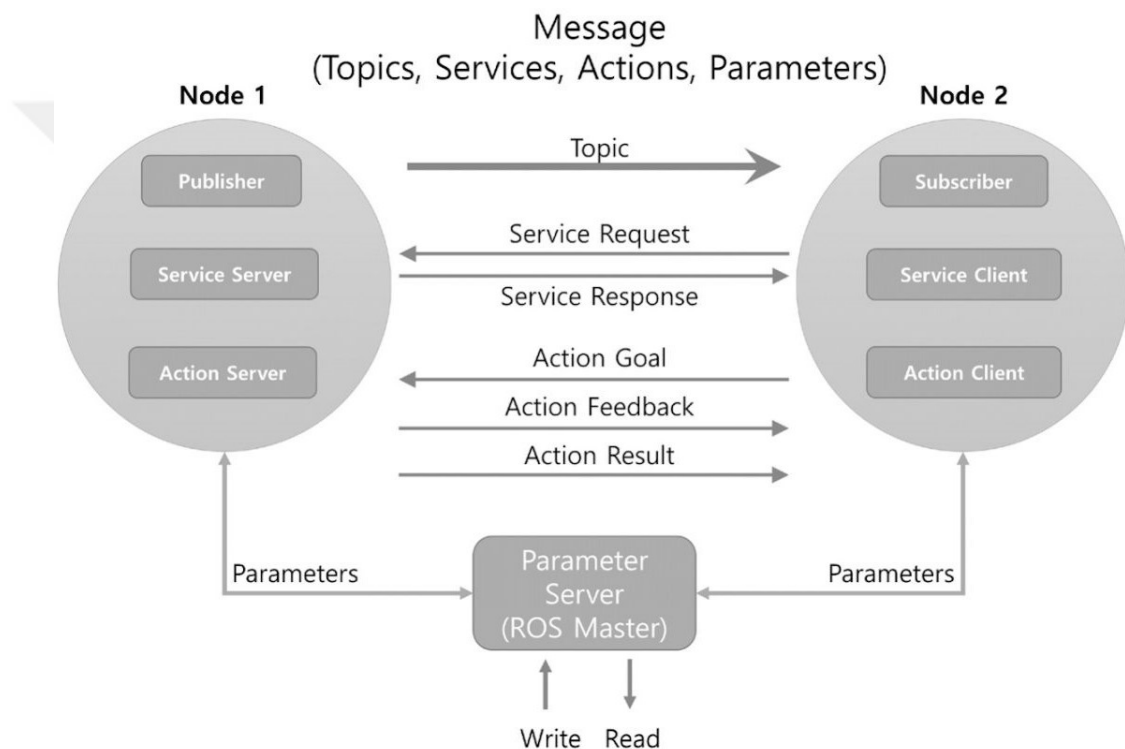 Message
(Topics, Services, Actions, Parameters)
Node 1
Node 2
Topic
Publisher
Subscriber
Service Request
Service Server
Service Client
Service Response
Action Goal
Action Server
Action Client
Action Feedback
Action Result
Parameters
Parameter
Server
(ROS Master)
Parameters
Write
Read